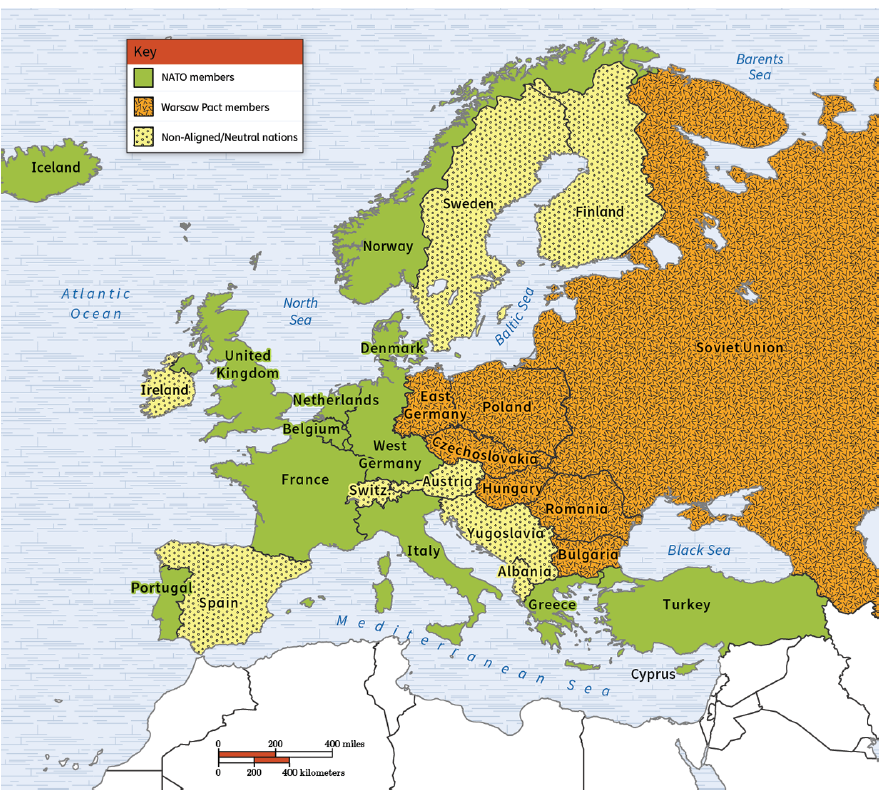 Key
NATO members
Warsaw Pact members
Non-Aligned/Neutral nations
Barents
Sea
Iceland
Sweden
Finland
Norway
Atlantic
Ocean
North
Sea
Baltic Sea
Soviet Union
Denmark
United
Kingdom
Ireland
Netherlands
East
Germany
Poland
Belgium
West
Germany
Czechoslovakia
France
Switz.
Austria
Hungary
Romania
Yugoslavia
Italy
Bulgaria
Black Sea
Albania
Portugal
Spain
Greece
Turkey
Mediterranean Sea
Cyprus
0 200 400 miles
0 200 400 kilometers